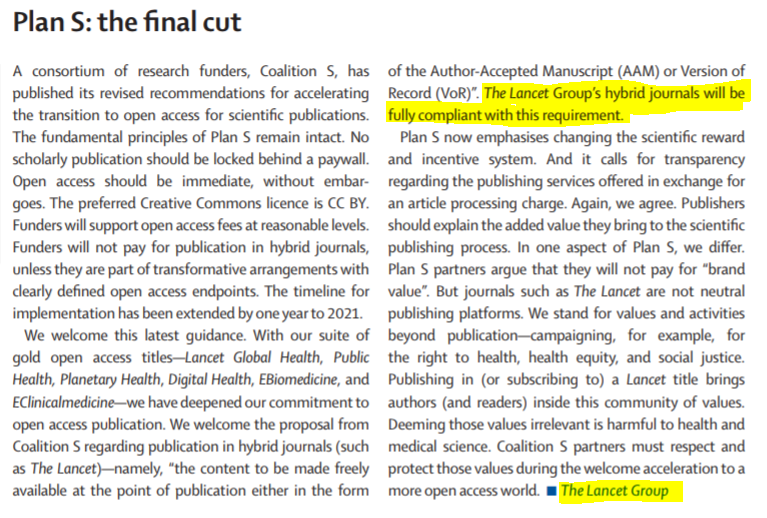 Plan S: the final cut
A consortium of research funders, Coalition S, has
published its revised recommendations for accelerating
the transition to open access for scientific publications.
The fundamental principles of Plan S remain intact. No
scholarly publication should be locked behind a paywall.
Open access should be immediate, without embar-
goes. The preferred Creative Commons licence is CC BY.
Funders will support open access fees at reasonable levels.
Funders will not pay for publication in hybrid journals,
unless they are part of transformative arrangements with
clearly defined open access endpoints. The timeline for
implementation has been extended by one year to 2021.
We welcome this latest guidance. With our suite of
gold open access titles—Lancet Global Health, Public
Health, Planetary Health, Digital Health, EBiomedicine, and
EClinicalmedicine—we have deepened our commitment to
open access publication. We welcome the proposal from
Coalition S regarding publication in hybrid journals (such
as The Lancet)—namely, “the content to be made freely
available at the point of publication either in the form
of the Author-Accepted Manuscript (AAM) or Version of
Record (VoR)”. The Lancet Group’s hybrid journals will be
fully compliant with this requirement.
Plan S now emphasises changing the scientific reward
and incentive system. And it calls for transparency
regarding the publishing services offered in exchange for
an article processing charge. Again, we agree. Publishers
should explain the added value they bring to the scientific
publishing process. In one aspect of Plan S, we differ.
Plan S partners argue that they will not pay for “brand
value”. But journals such as The Lancet are not neutral
publishing platforms. We stand for values and activities
beyond publication—campaigning, for example, for
the right to health, health equity, and social justice.
Publishing in (or subscribing to) a Lancet title brings
authors (and readers) inside this community of values.
Deeming those values irrelevant is harmful to health and
medical science. Coalition S partners must respect and
protect those values during the welcome acceleration to a
more open access world. ■ The Lancet Group